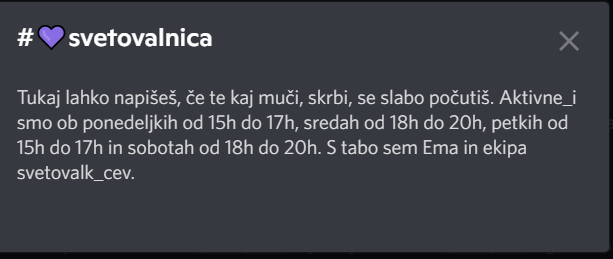 # 💜 svetovalnica
Tukaj lahko napišeš, če te kaj muči, skrbi, se slabo počutiš. Aktivne_i
smo ob ponedeljkih od 15h do 17h, sredah od 18h do 20h, petkih od
15h do 17h in sobotah od 18h do 20h. S tabo sem Ema in ekipa
svetovalk_cev.